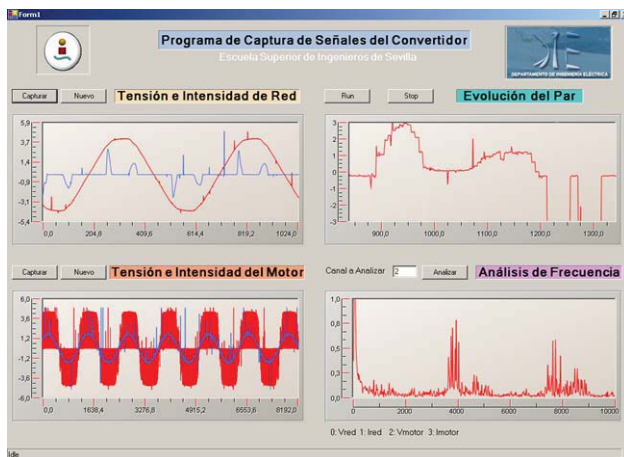 Form1
Programa de Captura de Señales del Convertidor
Escuela Superior de Ingenieros de Sevilla
DEPARTAMENTO DE INGENIERÍA ELÉCTRICA
Capturar Nuevo Tensión e Intensidad de Red
Run Stop Evolución del Par
5,9
3,7
1,4
-0,9
-3,1
-5,4
0,0 204,8 409,6 614,4 819,2 1024,0
3
2
1
0
-1
-2
-3
900,0 1000,0 1100,0 1200,0 1300,0
Capturar Nuevo Tensión e Intensidad del Motor
Canal a Analizar 2 Analizar Análisis de Frecuencia
6,0
3,6
1,2
-1,2
-3,6
-6,0
0,0 1638,4 3276,8 4915,2 6553,6 8192,0
1,0
0,8
0,5
0,3
0,0
0 2000 4000 6000 8000 10000
0: Vred 1: Ired 2: Vmotor 3: Imotor
Idle